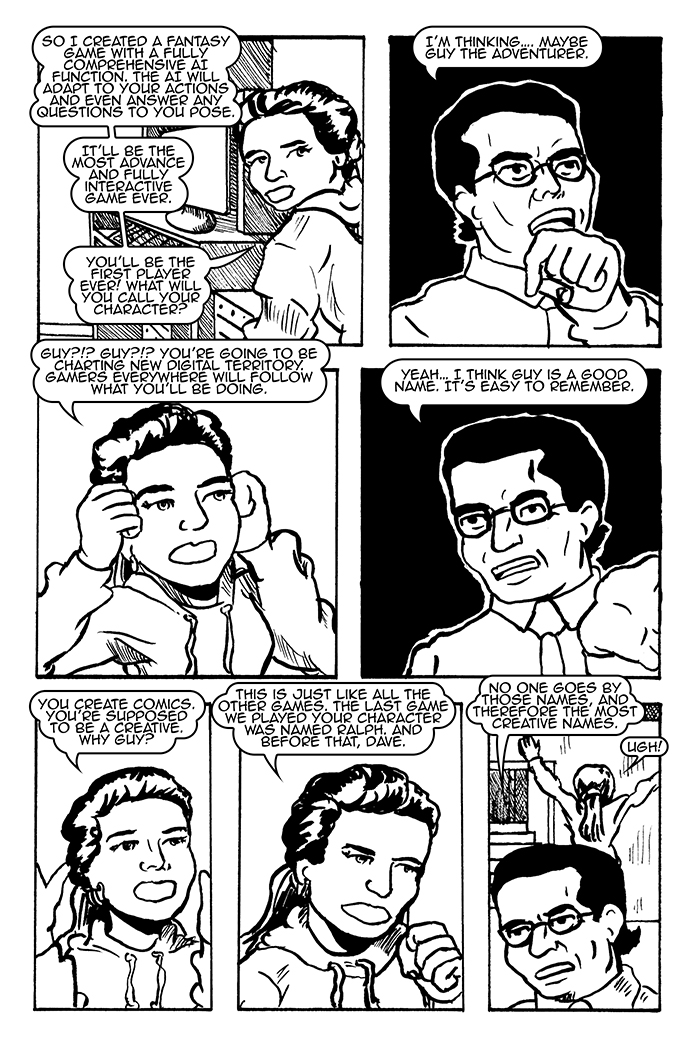 SO I CREATED A FANTASY
GAME WITH A FULLY
COMPREHENSIVE AI
FUNCTION. THE AI WILL
ADAPT TO YOUR ACTIONS
AND EVEN ANSWER ANY
QUESTIONS TO YOU POSE.
IT'LL BE THE
MOST ADVANCE
AND FULLY
INTERACTIVE
GAME EVER.
YOU'LL BE THE
FIRST PLAYER
EVER! WHAT WILL
YOU CALL YOUR
CHARACTER?
I'M THINKING.... MAYBE
GUY THE ADVENTURER.
GUY?!? GUY?!? YOU'RE GOING TO BE
CHARTING NEW DIGITAL TERRITORY.
GAMERS EVERYWHERE WILL FOLLOW
WHAT YOU'LL BE DOING.
YEAH... I THINK GUY IS A GOOD
NAME. IT'S EASY TO REMEMBER.
YOU CREATE COMICS.
YOU'RE SUPPOSED
TO BE A CREATIVE.
WHY GUY?
THIS IS JUST LIKE ALL THE
OTHER GAMES. THE LAST GAME
WE PLAYED YOUR CHARACTER
WAS NAMED RALPH. AND
BEFORE THAT, DAVE.
NO ONE GOES BY
THOSE NAMES, AND
THEREFORE THE MOST
CREATIVE NAMES.
UGH!